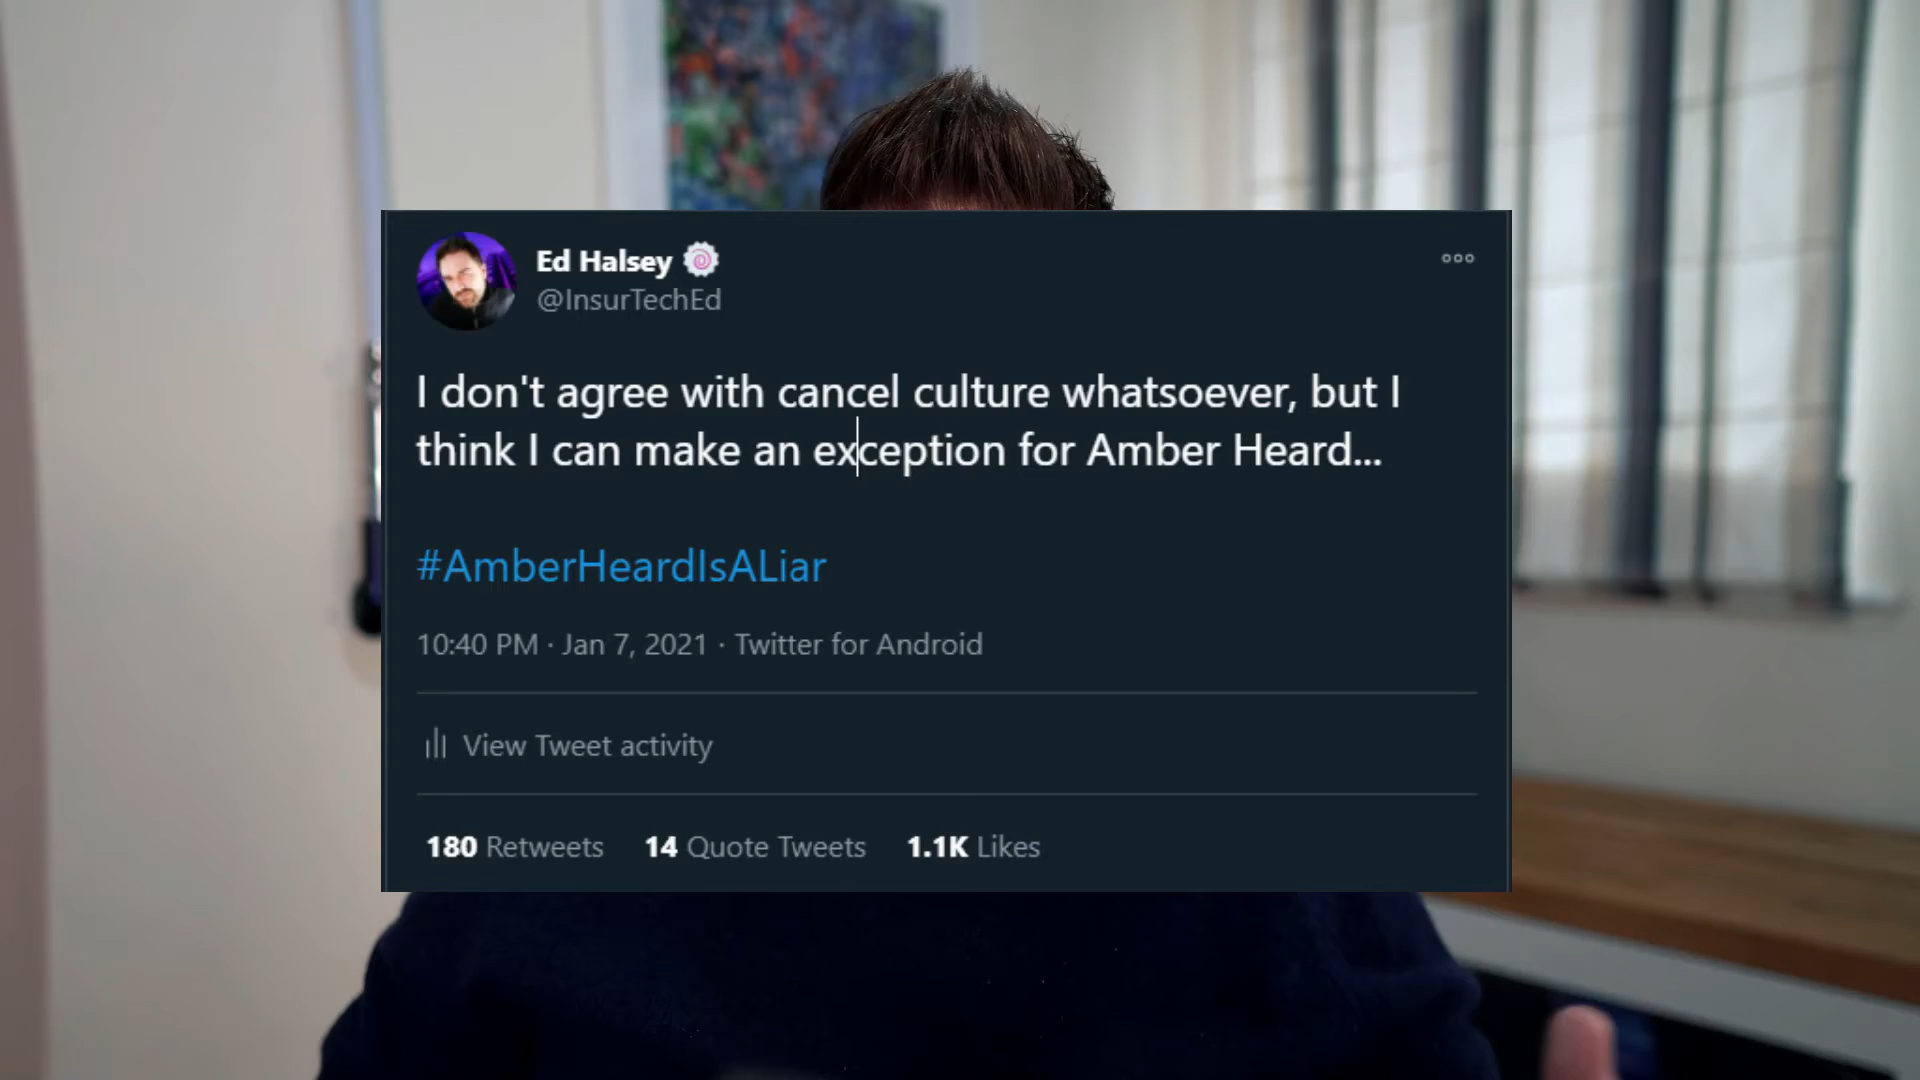 Ed Halsey 🍥
@InsurTechEd
I don't agree with cancel culture whatsoever, but I
think I can make an exception for Amber Heard...
#AmberHeardIsALiar
10:40 PM · Jan 7, 2021 · Twitter for Android
View Tweet activity
180 Retweets 14 Quote Tweets 1.1K Likes